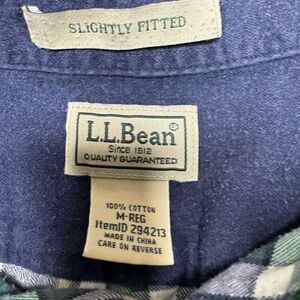 SLIGHTLY FITTED
L.L.Bean©
Since 1912
QUALITY GUARANTEED
100% COTTON
M-REG
ItemID 294213
MADE IN CHINA
CARE ON REVERSE